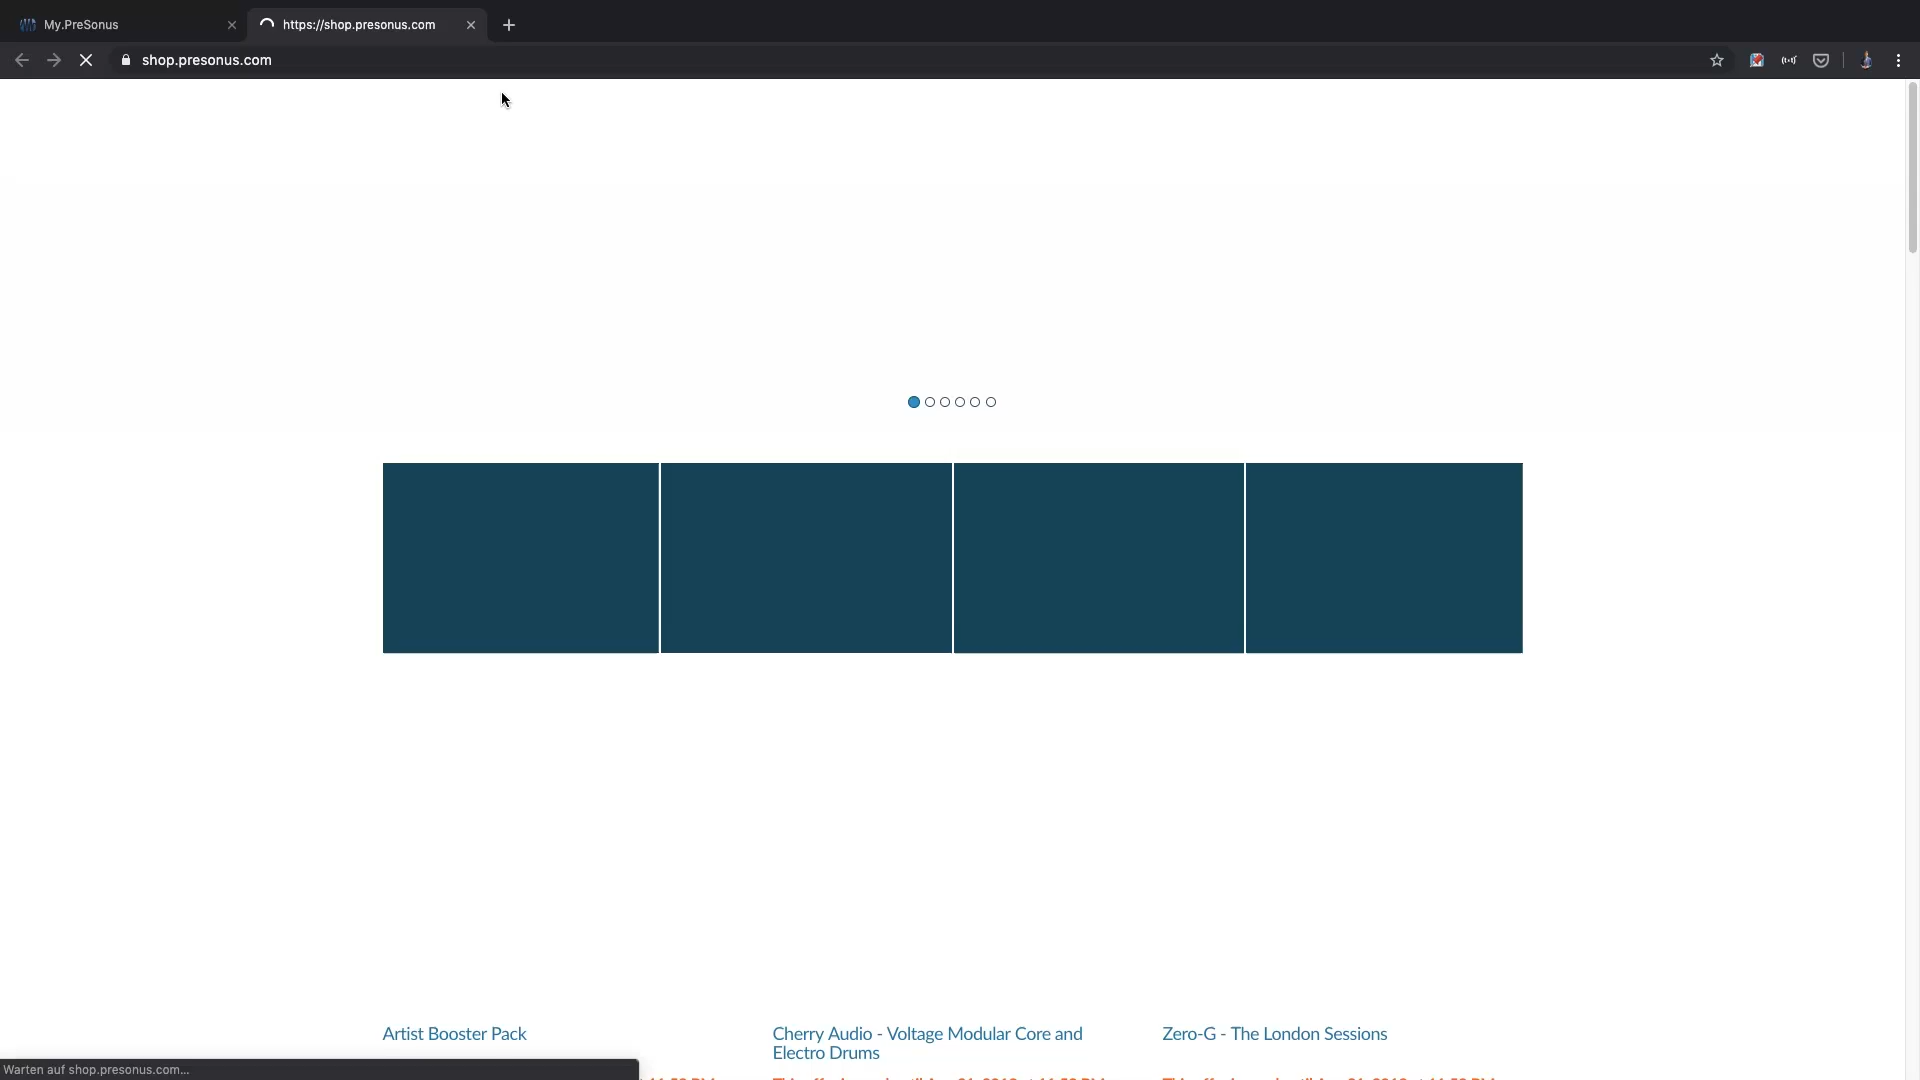 My.PreSonus
https://shop.presonus.com
shop.presonus.com
Artist Booster Pack
Cherry Audio - Voltage Modular Core and
Electro Drums
Zero-G - The London Sessions
Warten auf shop.presonus.com...